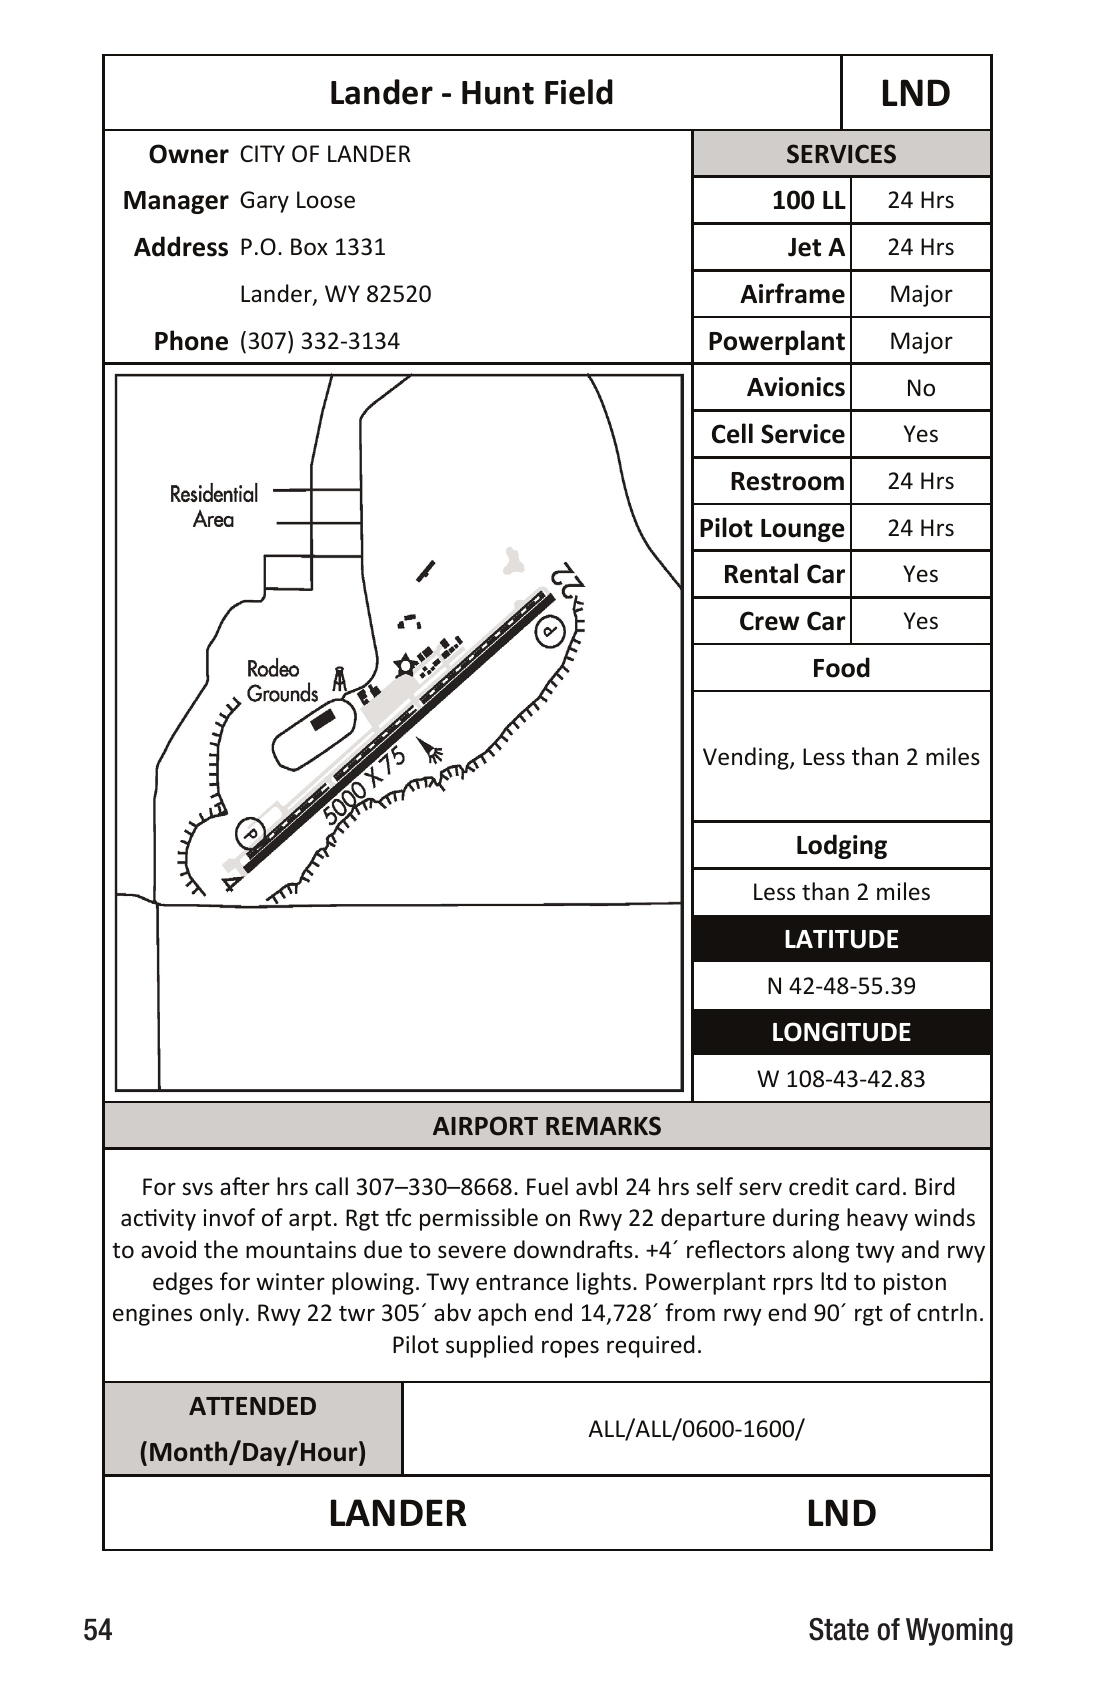 Lander - Hunt Field
LND
Owner CITY OF LANDER
Manager Gary Loose
Address P.O. Box 1331
Lander, WY 82520
Phone (307) 332-3134
SERVICES
100 LL 24 Hrs
Jet A 24 Hrs
Airframe Major
Powerplant Major
Avionics No
Cell Service Yes
Restroom 24 Hrs
Pilot Lounge 24 Hrs
Rental Car Yes
Crew Car Yes
Food
Vending, Less than 2 miles
Lodging
Less than 2 miles
LATITUDE
N 42-48-55.39
LONGITUDE
W 108-43-42.83
Residential
Area
22
P
Rodeo
Grounds
5000 X 75
P
4
AIRPORT REMARKS
For svs after hrs call 307–330–8668. Fuel avbl 24 hrs self serv credit card. Bird
activity invof of arpt. Rgt tfc permissible on Rwy 22 departure during heavy winds
to avoid the mountains due to severe downdrafts. +4´ reflectors along twy and rwy
edges for winter plowing. Twy entrance lights. Powerplant rprs ltd to piston
engines only. Rwy 22 twr 305´ abv apch end 14,728´ from rwy end 90´ rgt of cntrln.
Pilot supplied ropes required.
ATTENDED
(Month/Day/Hour)
ALL/ALL/0600-1600/
LANDER LND
54 State of Wyoming